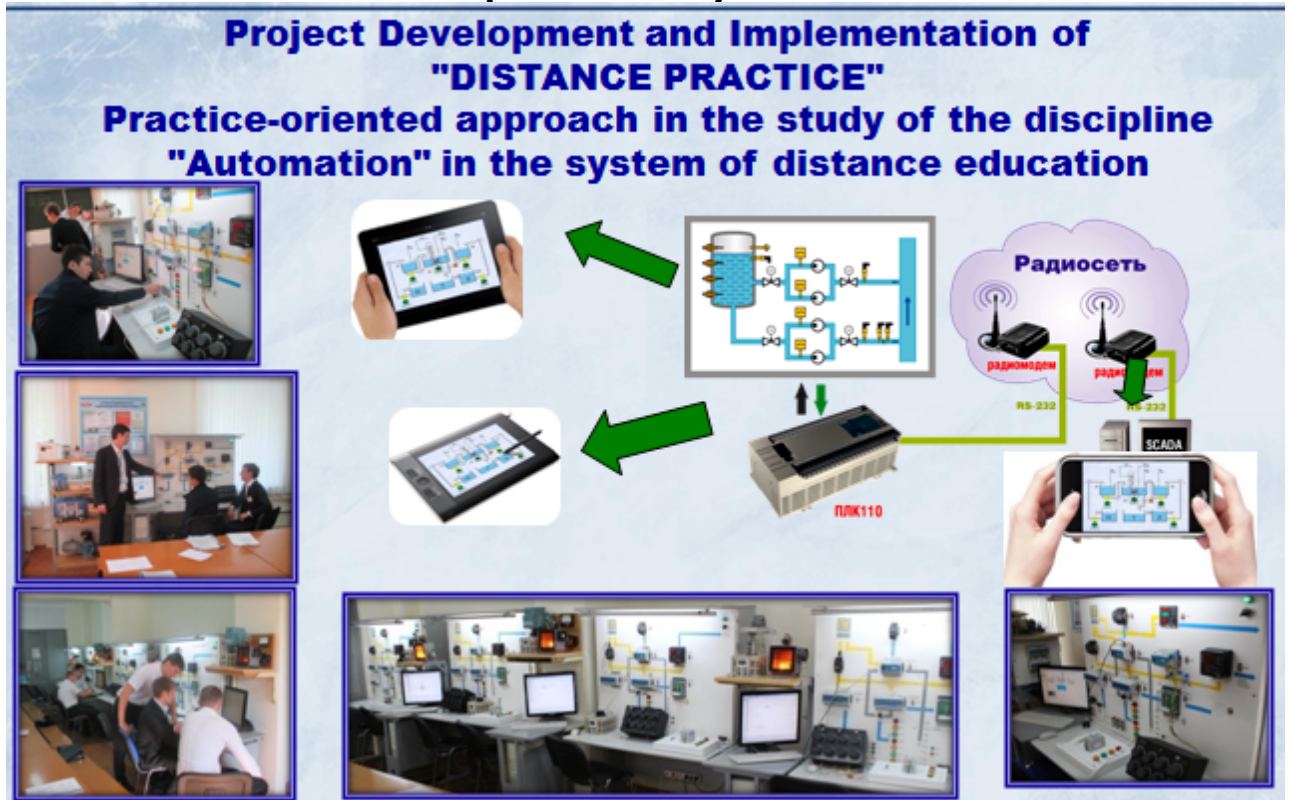 Project Development and Implementation of
"DISTANCE PRACTICE"
Practice-oriented approach in the study of the discipline
"Automation" in the system of distance education
Радиосеть
радиомодем
RS-232
RS-232
SCADA
ПЛК110